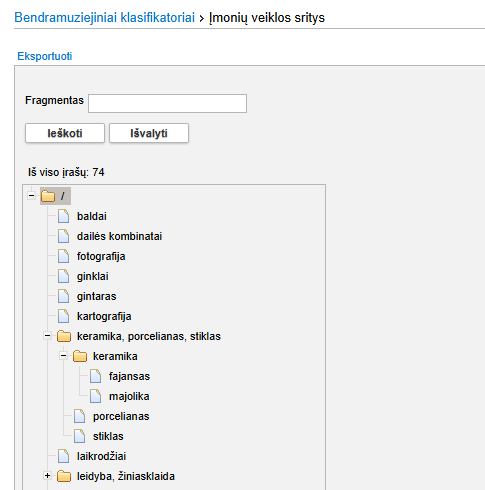 Bendramuziejiniai klasifikatoriai > Įmonių veiklos sritys
Eksportuoti
Fragmentas
Ieškoti Išvalyti
Iš viso įrašų: 74
/
baldai
dailės kombinatai
fotografija
ginklai
gintaras
kartografija
keramika, porcelianas, stiklas
keramika
fajansas
majolika
porcelianas
stiklas
laikrodžiai
leidyba, žiniasklaida